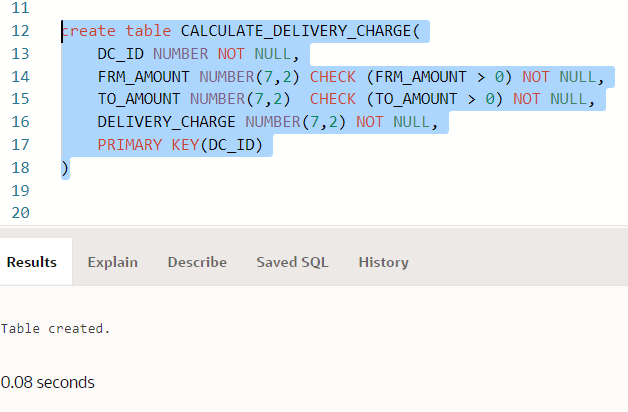 11
12 create table CALCULATE_DELIVERY_CHARGE(
13 DC_ID NUMBER NOT NULL,
14 FRM_AMOUNT NUMBER(7,2) CHECK (FRM_AMOUNT > 0) NOT NULL,
15 TO_AMOUNT NUMBER(7,2)  CHECK (TO_AMOUNT > 0) NOT NULL,
16 DELIVERY_CHARGE NUMBER(7,2) NOT NULL,
17 PRIMARY KEY(DC_ID)
18 )
19
20
Results Explain Describe Saved SQL History
Table created.
0.08 seconds